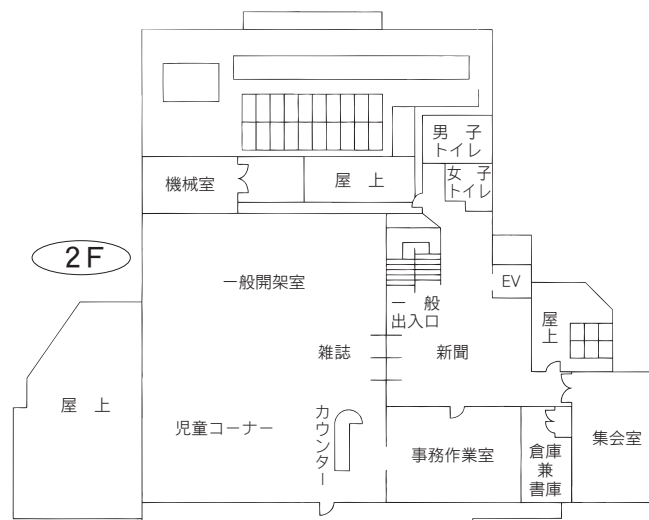 男 子
トイレ
女 子
トイレ
機械室
屋 上
2F
一般開架室
EV
一 般
出入口
屋上
雑誌
新聞
屋 上
児童コーナー
カウンター
事務作業室
倉庫
兼
書庫
集会室